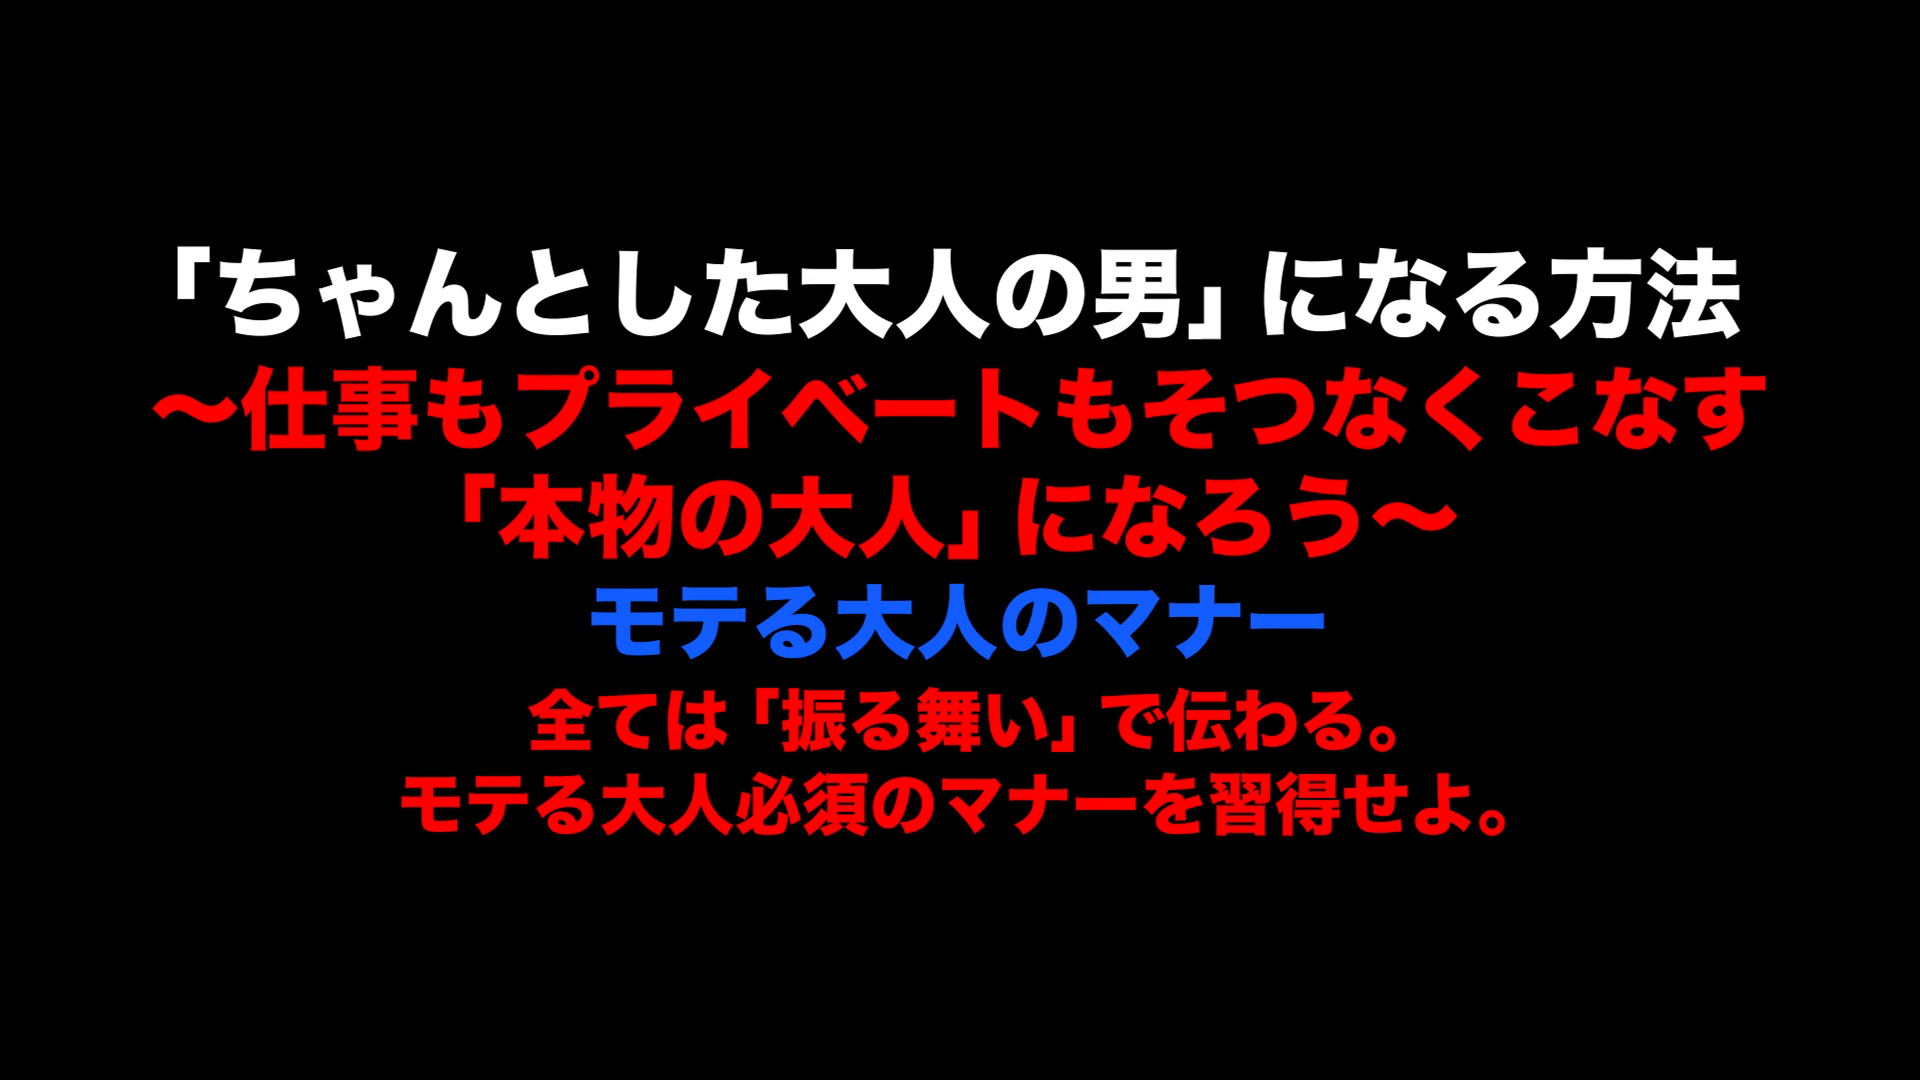 「ちゃんとした大人の男」になる方法
〜仕事もプライベートもそつなくこなす
「本物の大人」になろう〜
モテる大人のマナー
全ては「振る舞い」で伝わる。
モテる大人必須のマナーを習得せよ。